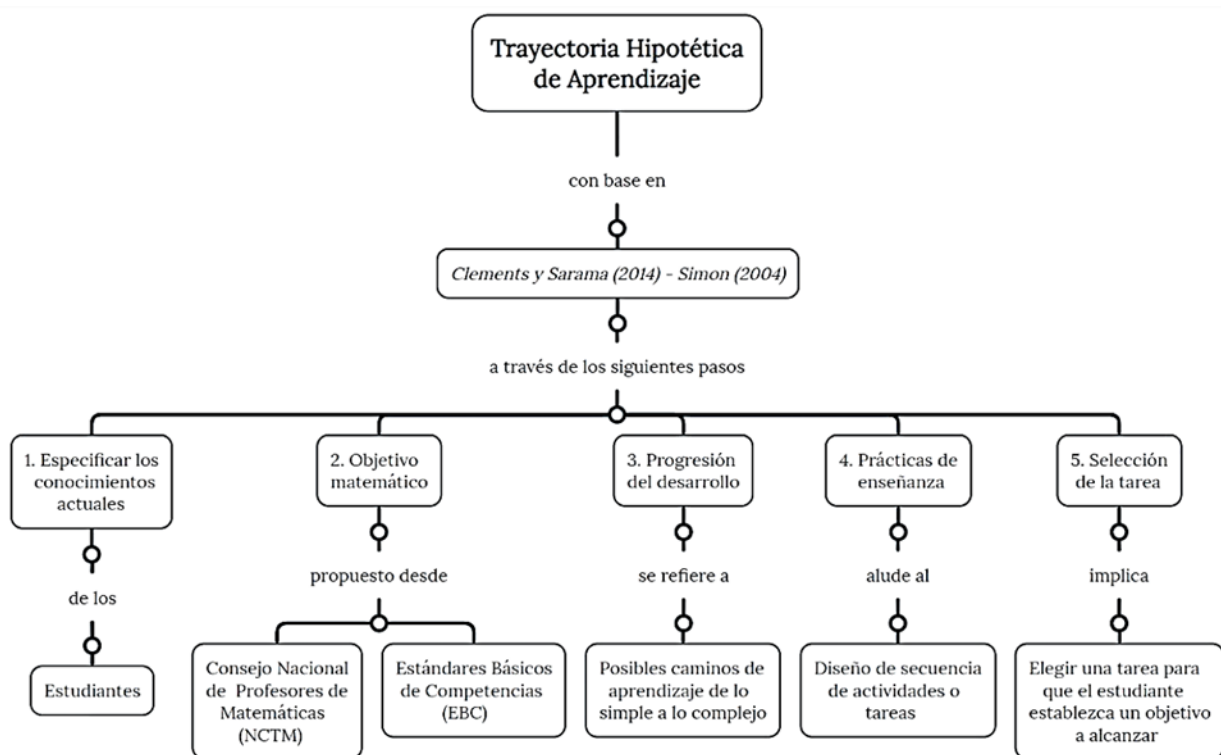 Trayectoria Hipotética
de Aprendizaje
con base en
Clements y Sarama (2014) - Simon (2004)
a través de los siguientes pasos
1. Especificar los
conocimientos
actuales
de los
Estudiantes
2. Objetivo
matemático
propuesto desde
Consejo Nacional
de Profesores de
Matemáticas
(NCTM)
Estándares Básicos
de Competencias
(EBC)
3. Progresión
del desarrollo
se refiere a
Posibles caminos de
aprendizaje de lo
simple a lo complejo
4. Prácticas de
enseñanza
alude al
Diseño de secuencia
de actividades o
tareas
5. Selección
de la tarea
implica
Elegir una tarea para
que el estudiante
establezca un objetivo
a alcanzar